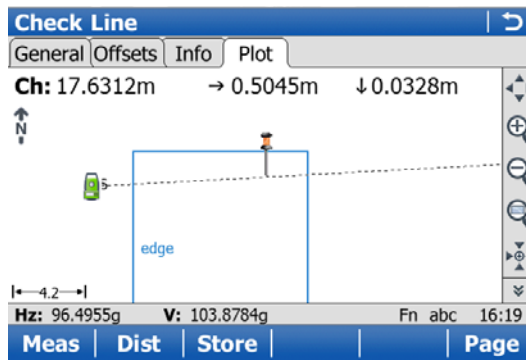 Check Line
General Offsets Info Plot
Ch: 17.6312m → 0.5045m ↓0.0328m
N
5
edge
4.2
Hz: 96.4955g V: 103.8784g Fn abc 16:19
Meas Dist Store Page